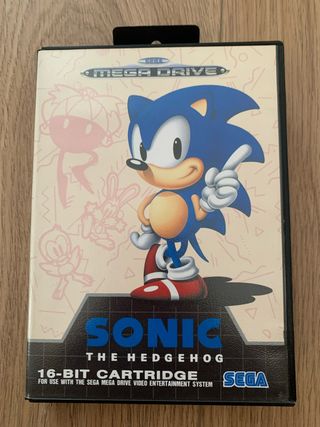 SEGA
MEGA DRIVE
SONIC
THE HEDGEHOG
16-BIT CARTRIDGE
FOR USE WITH THE SEGA MEGA DRIVE VIDEO ENTERTAINMENT SYSTEM
SEGA